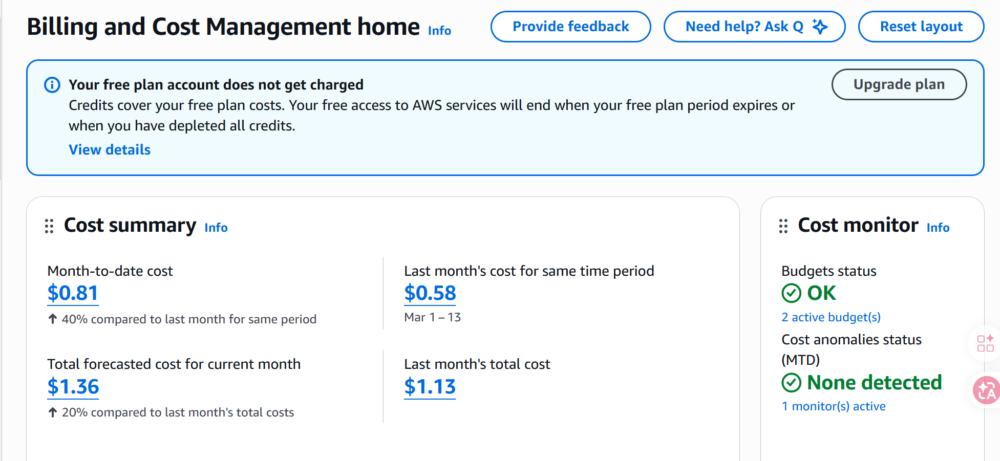 Billing and Cost Management home Info
Provide feedback
Need help? Ask Q
Reset layout
Your free plan account does not get charged
Upgrade plan
Credits cover your free plan costs. Your free access to AWS services will end when your free plan period expires or
when you have depleted all credits.
View details
Cost summary Info
Month-to-date cost
$0.81
40% compared to last month for same period
Last month's cost for same time period
$0.58
Mar 1 – 13
Total forecasted cost for current month
$1.36
20% compared to last month's total costs
Last month's total cost
$1.13
Cost monitor Info
Budgets status
OK
2 active budget(s)
Cost anomalies status
(MTD)
None detected
1 monitor(s) active
A